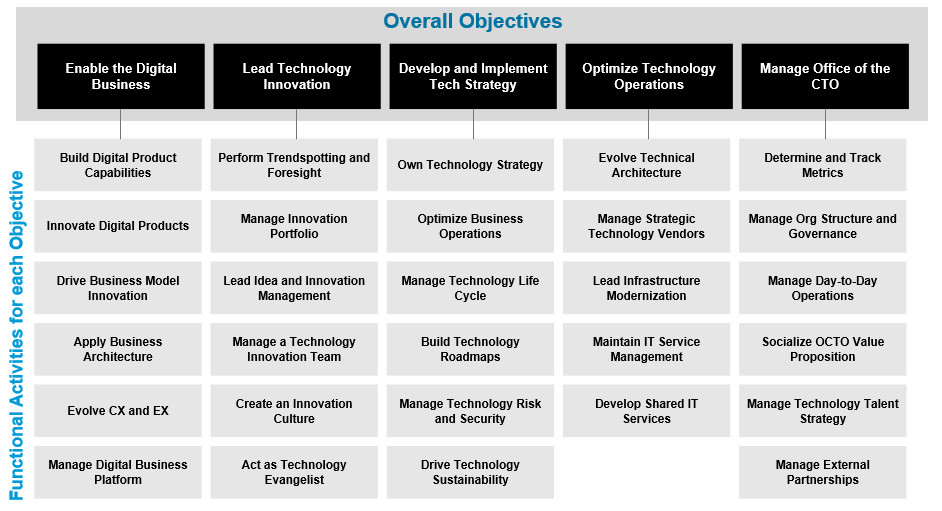 Overall Objectives
Enable the Digital
Business
Lead Technology
Innovation
Develop and Implement
Tech Strategy
Optimize Technology
Operations
Manage Office of the
CTO
Functional Activities for each Objective
Build Digital Product
Capabilities
Innovate Digital Products
Drive Business Model
Innovation
Apply Business
Architecture
Evolve CX and EX
Manage Digital Business
Platform
Perform Trendspotting and
Foresight
Manage Innovation
Portfolio
Lead Idea and Innovation
Management
Manage a Technology
Innovation Team
Create an Innovation
Culture
Act as Technology
Evangelist
Own Technology Strategy
Optimize Business
Operations
Manage Technology Life
Cycle
Build Technology
Roadmaps
Manage Technology Risk
and Security
Drive Technology
Sustainability
Evolve Technical
Architecture
Manage Strategic
Technology Vendors
Lead Infrastructure
Modernization
Maintain IT Service
Management
Develop Shared IT
Services
Determine and Track
Metrics
Manage Org Structure and
Governance
Manage Day-to-Day
Operations
Socialize OCTO Value
Proposition
Manage Technology Talent
Strategy
Manage External
Partnerships